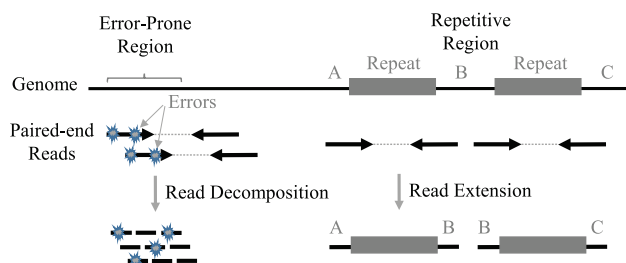 Error-Prone
Region
Repetitive
Region
A Repeat B Repeat C
Genome
Errors
Paired-end
Reads
Read Decomposition
Read Extension
A B B C